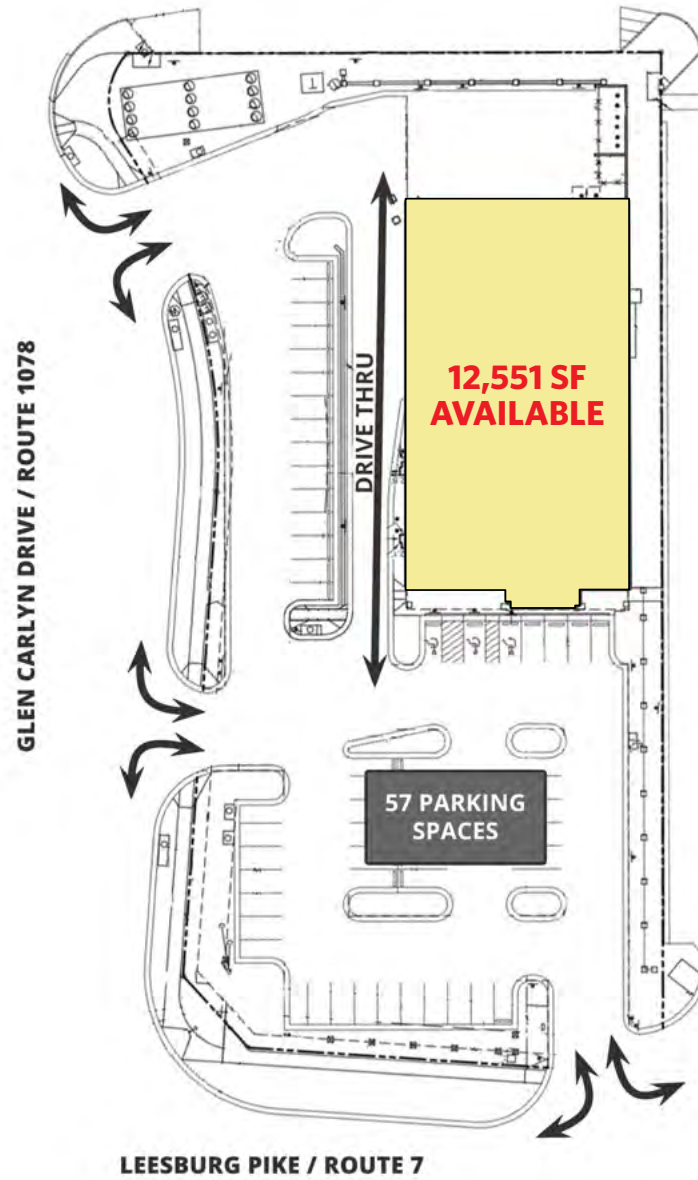 GLEN CARLYN DRIVE / ROUTE 1078
DRIVE THRU
12,551 SF
AVAILABLE
57 PARKING
SPACES
LEESBURG PIKE / ROUTE 7